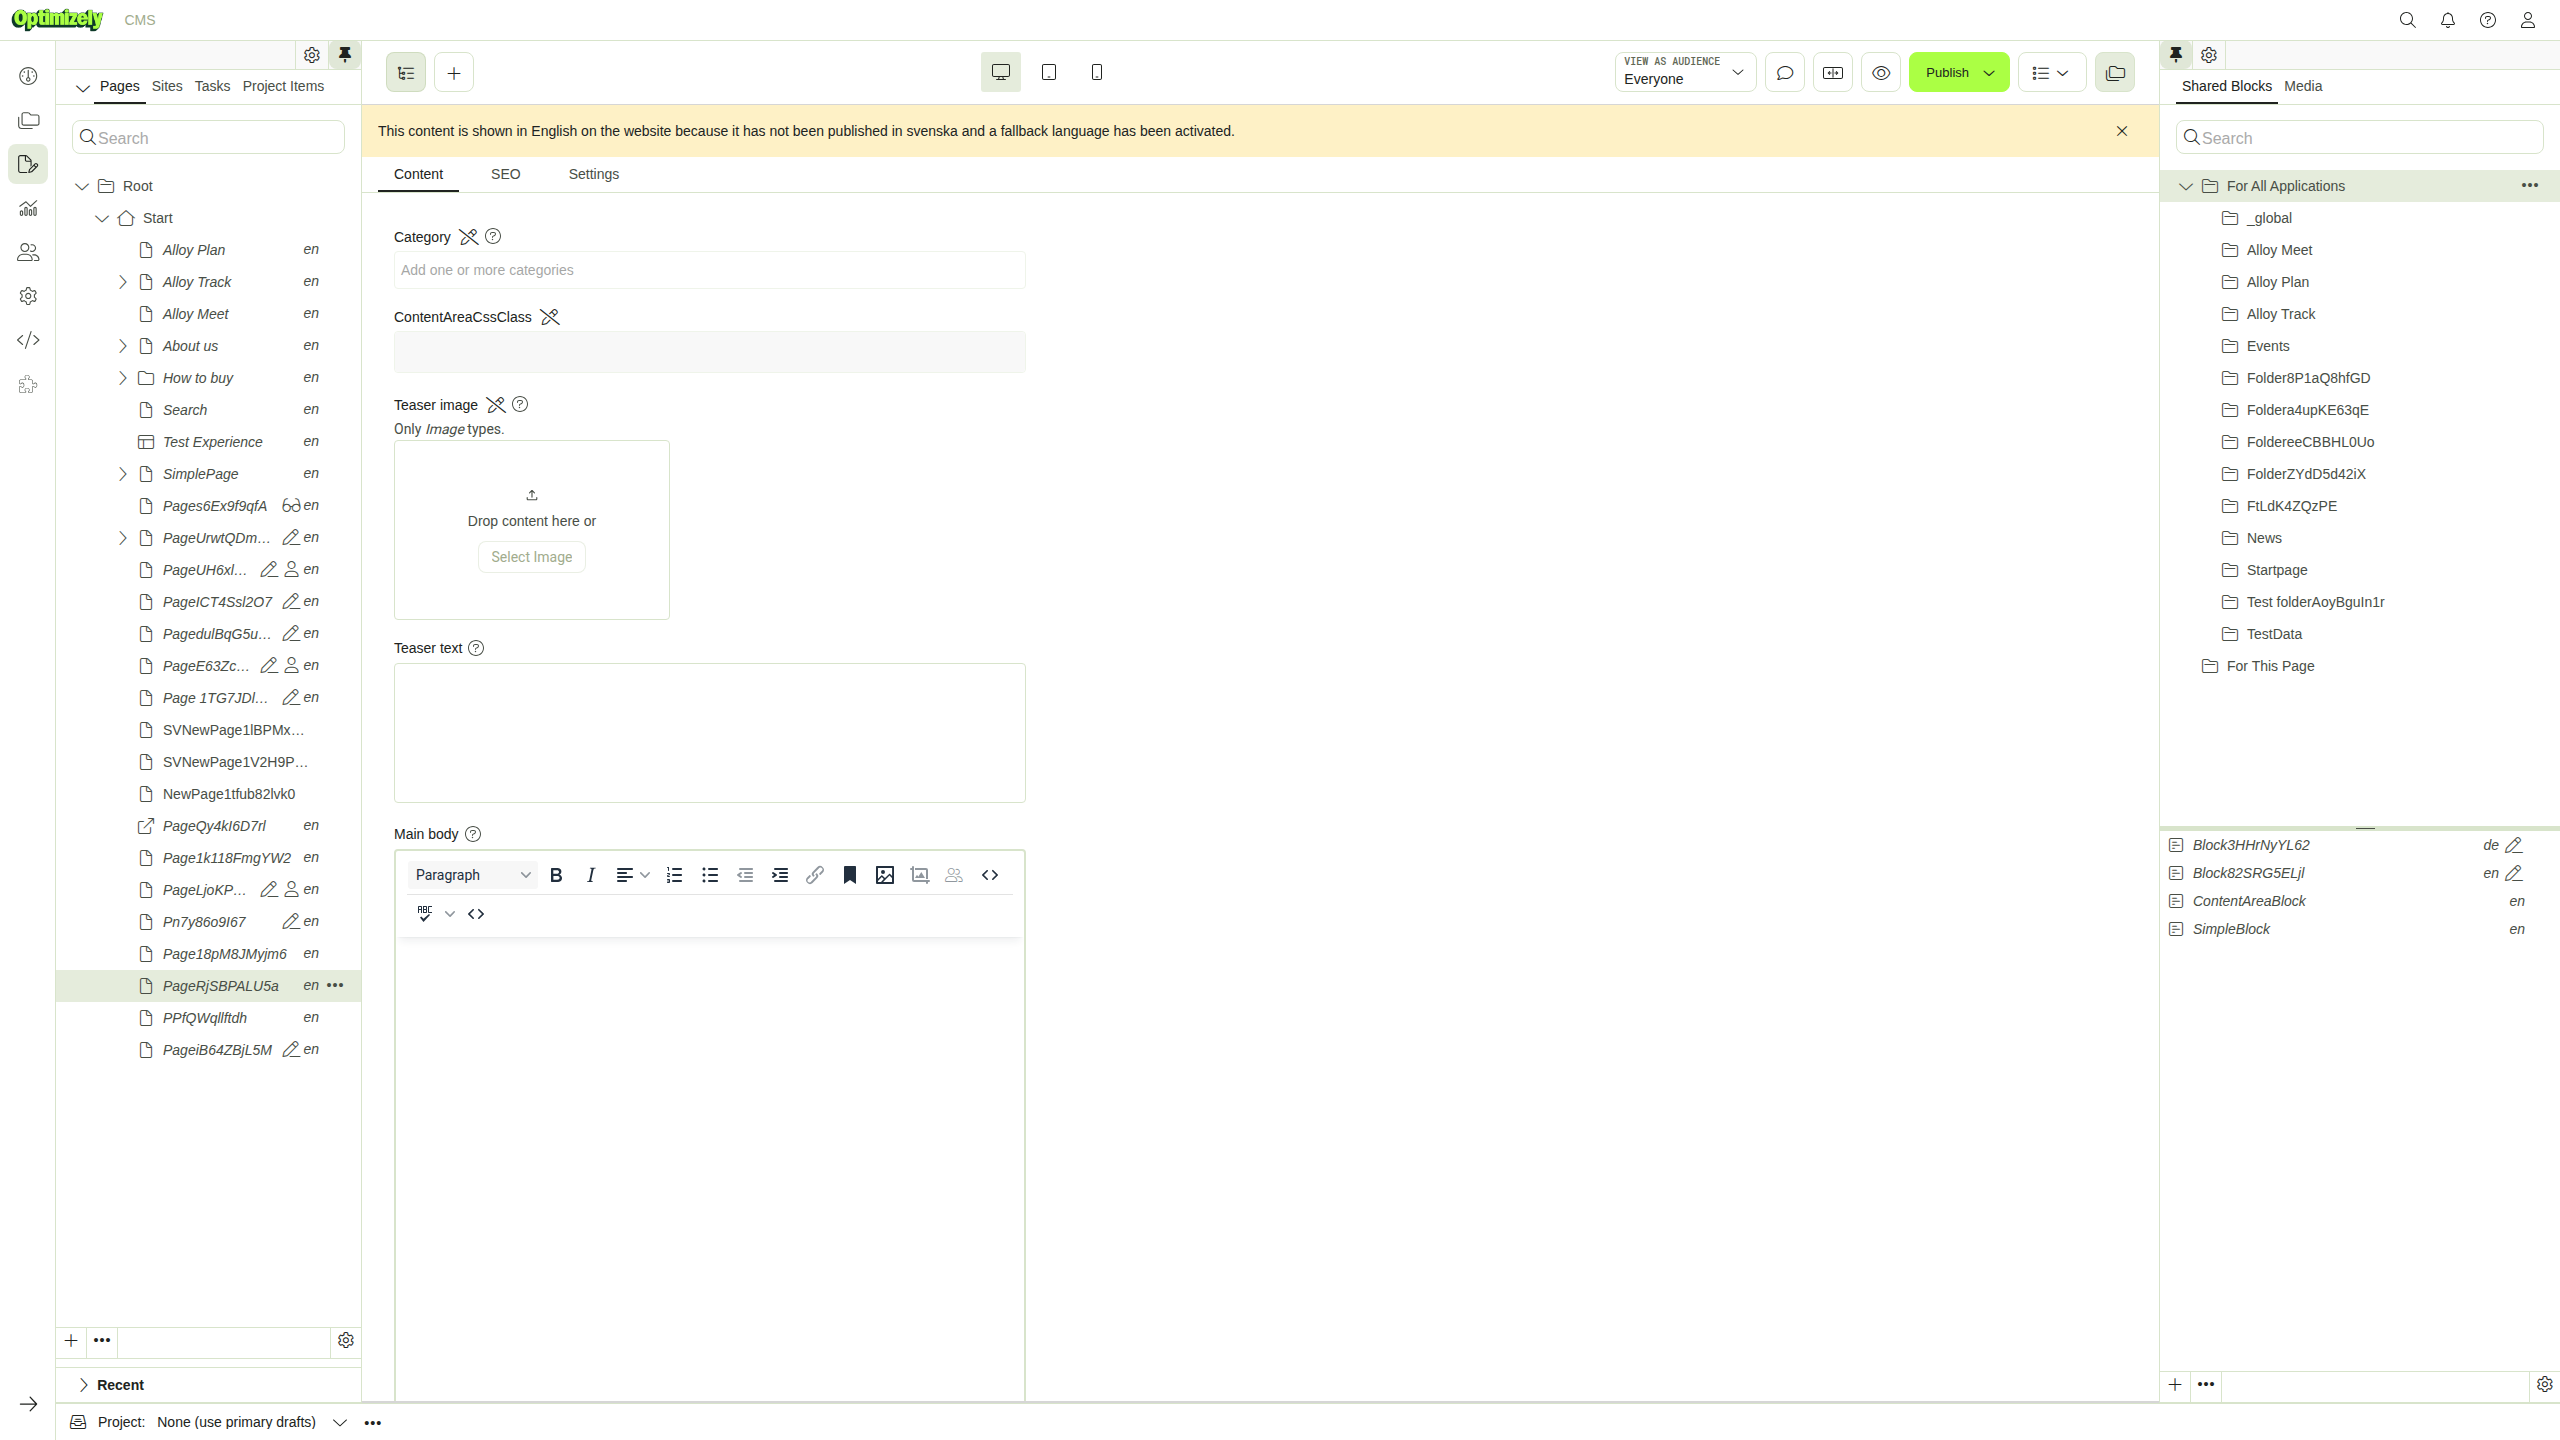 Optimizely CMS
Pages Sites Tasks Project Items
Search
Root
Start
Alloy Plan en
Alloy Track en
Alloy Meet en
About us en
How to buy en
Search en
Test Experience en
SimplePage en
Pages6Ex9f9qfA en
PageUrwtQDm… en
PageUH6xl… en
PageICT4Ssl2O7 en
PagedulBqG5u… en
PageE63Zc… en
Page 1TG7JDl… en
SVNewPage1lBPMx…
SVNewPage1V2H9P…
NewPage1tfub82lvk0
PageQy4kI6D7rl en
Page1k118FmgYW2 en
PageLjoKP… en
Pn7y86o9I67 en
Page18pM8JMyjm6 en
PageRjSBPALU5a en
PPfQWqllftdh en
PageiB64ZBjL5M en
Recent
Project: None (use primary drafts)
VIEW AS AUDIENCE
Everyone
Publish
This content is shown in English on the website because it has not been published in svenska and a fallback language has been activated.
Content SEO Settings
Category
Add one or more categories
ContentAreaCssClass
Teaser image
Only Image types.
Drop content here or
Select Image
Teaser text
Main body
Paragraph
ABC
Shared Blocks Media
Search
For All Applications
_global
Alloy Meet
Alloy Plan
Alloy Track
Events
Folder8P1aQ8hfGD
Foldera4upKE63qE
FoldereeCBBHL0Uo
FolderZYdD5d42iX
FtLdK4ZQzPE
News
Startpage
Test folderAoyBguIn1r
TestData
For This Page
Block3HHrNyYL62 de
Block82SRG5ELjl en
ContentAreaBlock en
SimpleBlock en